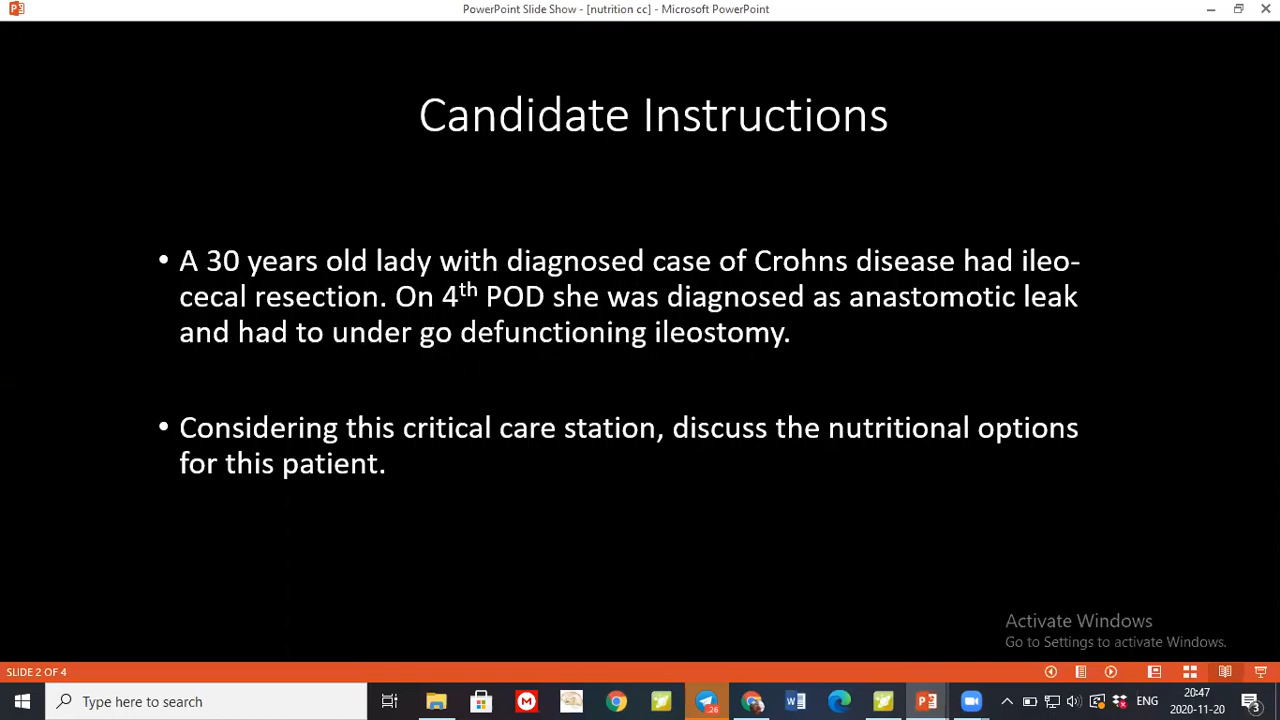 PowerPoint Slide Show - [nutrition cc] - Microsoft PowerPoint
Candidate Instructions
• A 30 years old lady with diagnosed case of Crohns disease had ileo-
cecal resection. On 4th POD she was diagnosed as anastomotic leak
and had to under go defunctioning ileostomy.
• Considering this critical care station, discuss the nutritional options
for this patient.
Activate Windows
Go to Settings to activate Windows.
SLIDE 2 OF 4
Type here to search
26
ENG
20:47
2020-11-20
3